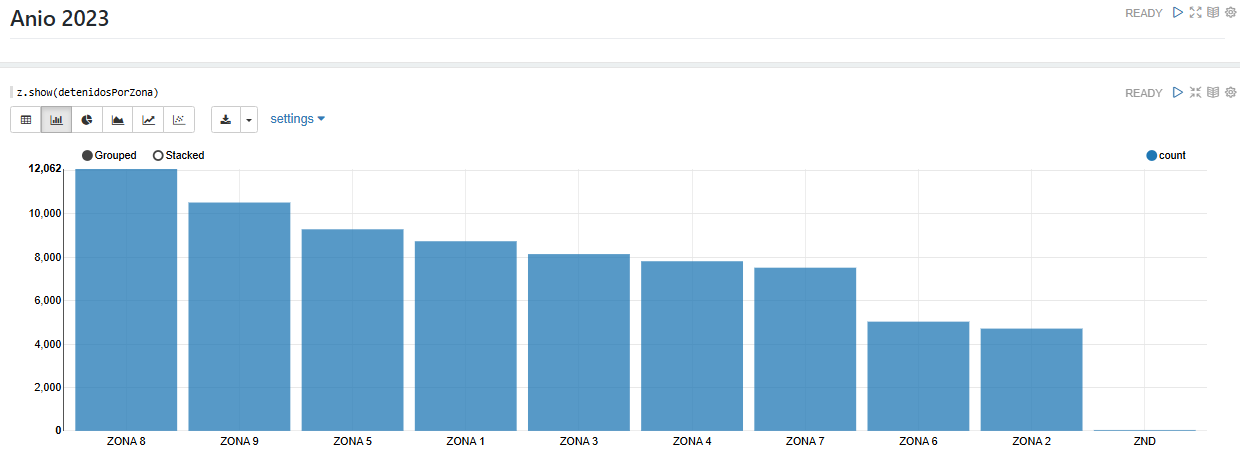 Anio 2023
READY
z.show(detenidosPorZona)
READY
settings
Grouped Stacked count
12,062
10,000
8,000
6,000
4,000
2,000
0
ZONA 8 ZONA 9 ZONA 5 ZONA 1 ZONA 3 ZONA 4 ZONA 7 ZONA 6 ZONA 2 ZND